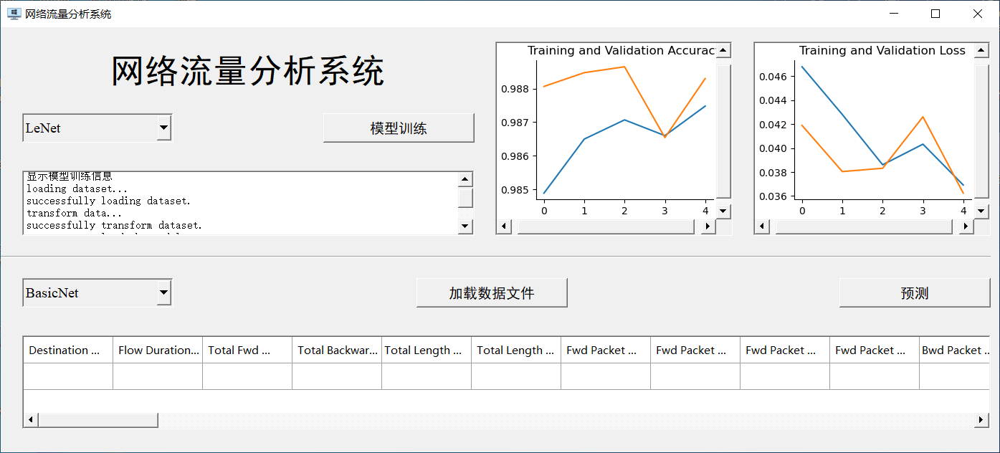 网络流量分析系统
网络流量分析系统
LeNet
模型训练
显示模型训练信息
loading dataset...
successfully loading dataset.
transform data...
successfully transform dataset.
Training and Validation Accurac
0.988
0.987
0.986
0.985
0 1 2 3 4
Training and Validation Loss
0.046
0.044
0.042
0.040
0.038
0.036
0 1 2 3 4
BasicNet
加载数据文件
预测
Destination ... Flow Duration... Total Fwd ... Total Backwar... Total Length ... Total Length ... Fwd Packet ... Fwd Packet ... Fwd Packet ... Fwd Packet ... Bwd Packet ..